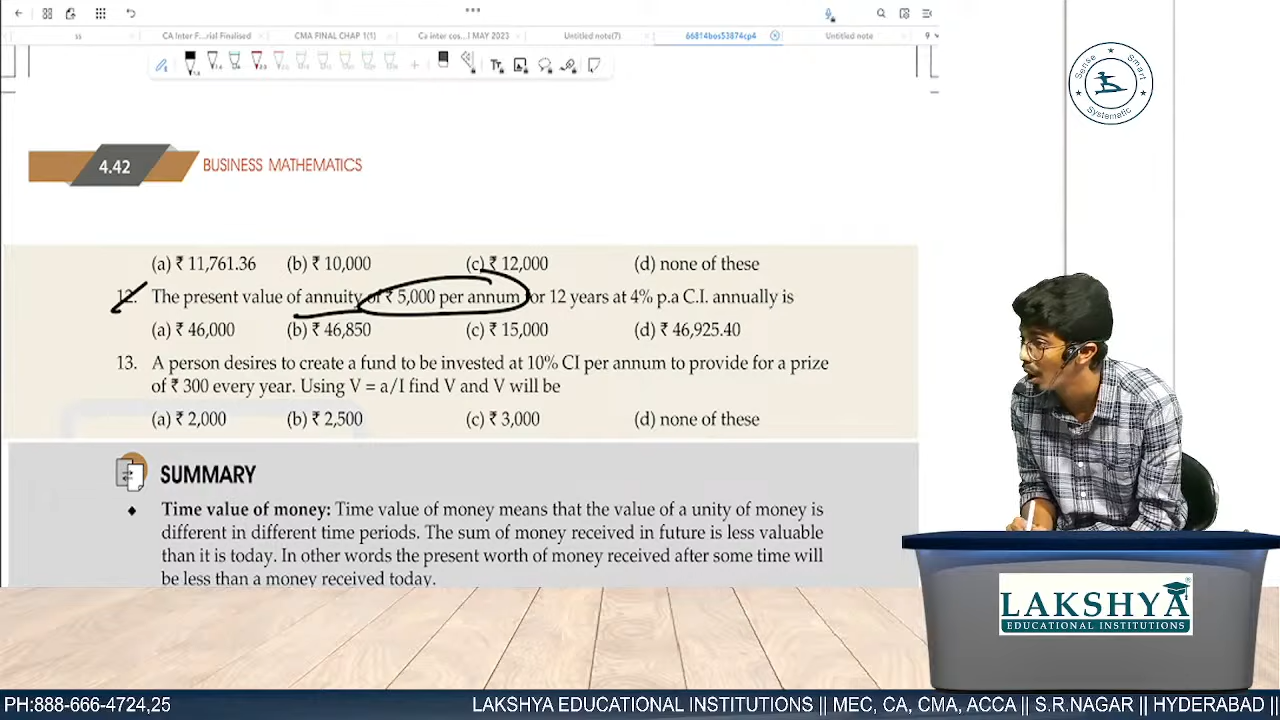 ss
CA Inter F...rial Finalised
CMA FINAL CHAP 1(1)
Ca inter cos...l MAY 2023
Untitled note(7)
66814bos53874cp4
Untitled note
9
Tт
Sense
Smart
Systematic
4.42 BUSINESS MATHEMATICS
(a) ₹ 11,761.36 (b) ₹ 10,000 (c) ₹ 12,000 (d) none of these
12. The present value of annuity of ₹ 5,000 per annum for 12 years at 4% p.a C.I. annually is
(a) ₹ 46,000 (b) ₹ 46,850 (c) ₹ 15,000 (d) ₹ 46,925.40
13. A person desires to create a fund to be invested at 10% CI per annum to provide for a prize
of ₹ 300 every year. Using V = a/I find V and V will be
(a) ₹ 2,000 (b) ₹ 2,500 (c) ₹ 3,000 (d) none of these
SUMMARY
♦ Time value of money: Time value of money means that the value of a unity of money is
different in different time periods. The sum of money received in future is less valuable
than it is today. In other words the present worth of money received after some time will
be less than a money received today.
LAKSHYA®
EDUCATIONAL INSTITUTIONS
PH:888-666-4724,25
LAKSHYA EDUCATIONAL INSTITUTIONS || MEC, CA, CMA, ACCA || S.R.NAGAR || HYDERABAD ||